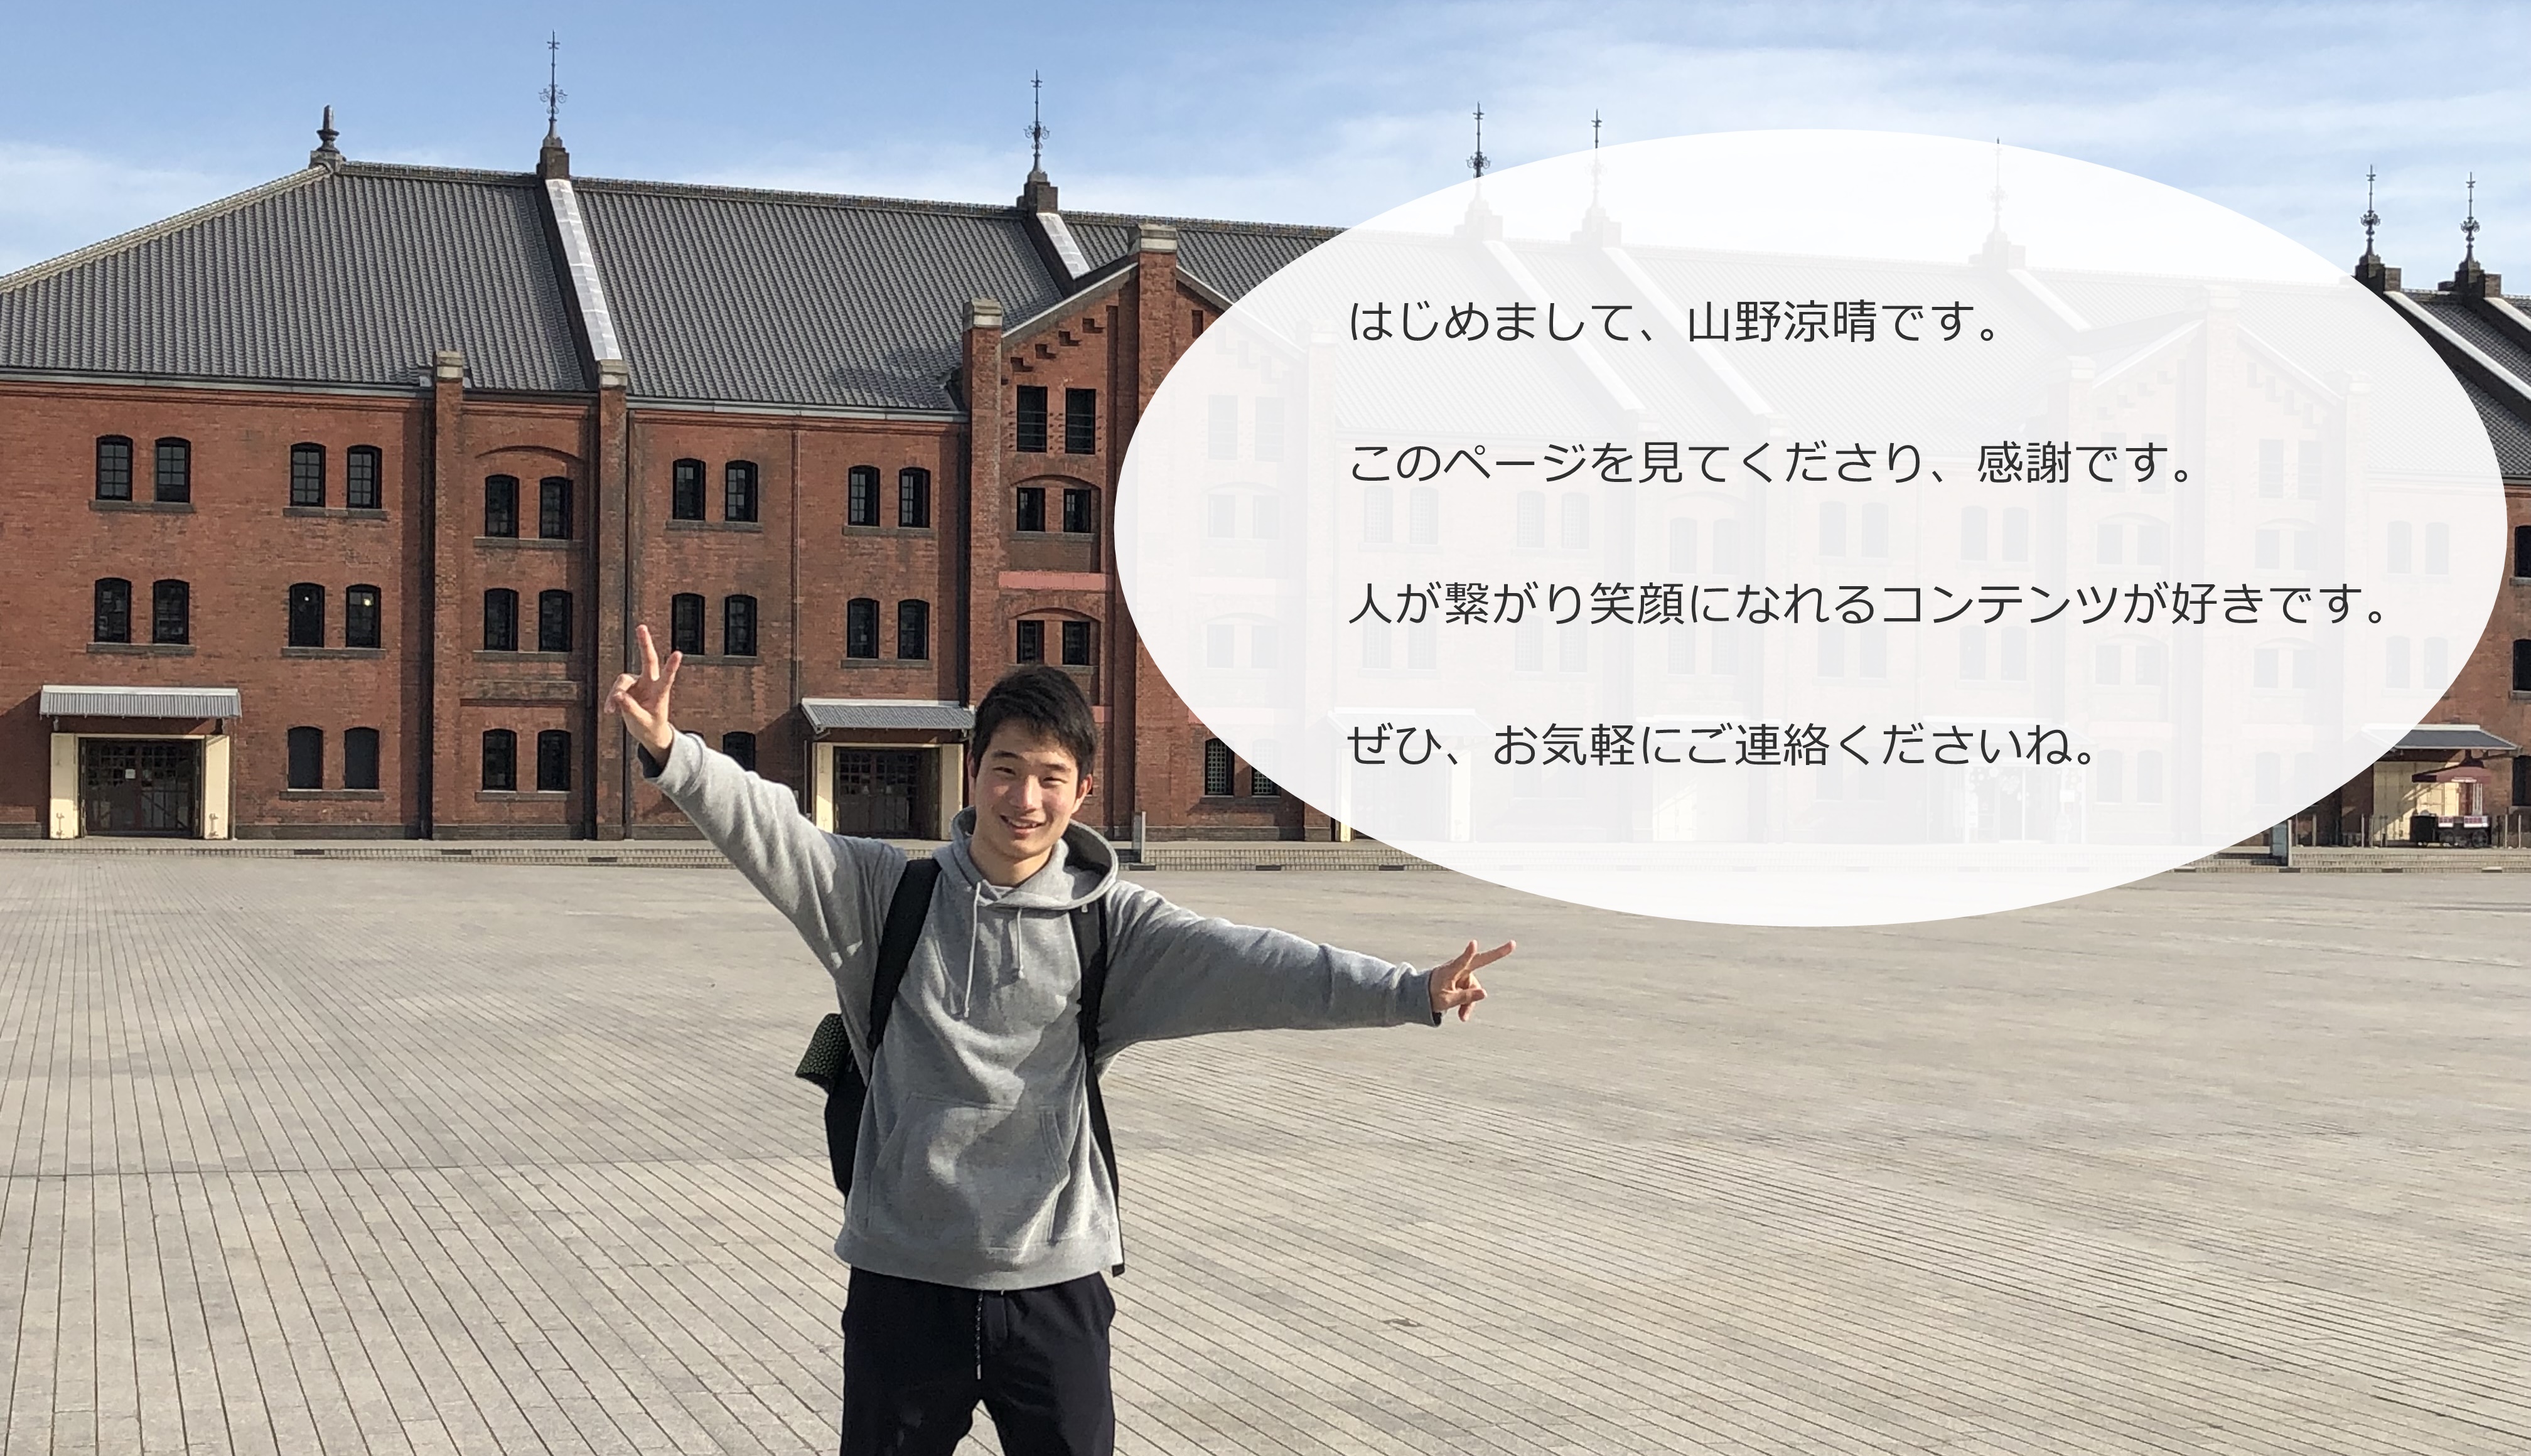 はじめまして、山野涼晴です。
このページを見てくださり、感謝です。
人が繋がり笑顔になれるコンテンツが好きです。
ぜひ、お気軽にご連絡くださいね。